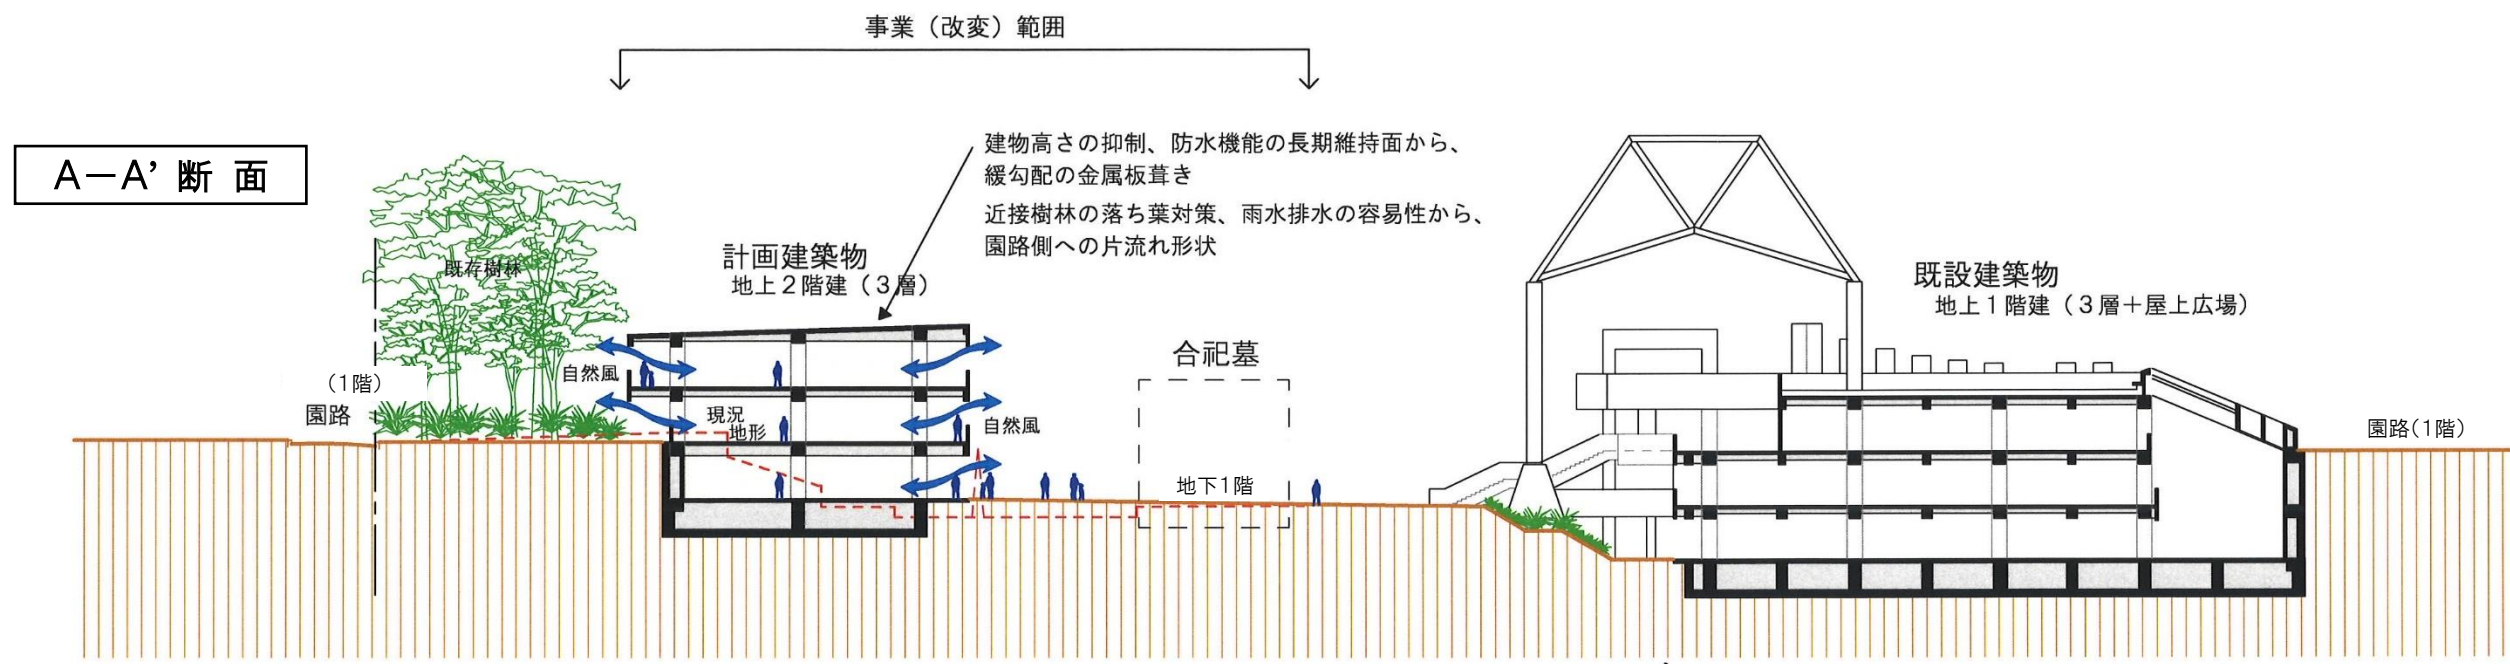 事業（改変）範囲
A－A’断 面
建物高さの抑制、防水機能の長期維持面から、
緩勾配の金属板葺き
近接樹林の落ち葉対策、雨水排水の容易性から、
園路側への片流れ形状
計画建築物
地上２階建（３層）
既存樹林
既設建築物
地上１階建（３層＋屋上広場）
合祀墓
自然風
（1階）
園路
現況
地形
自然風
園路（1階）
地下1階